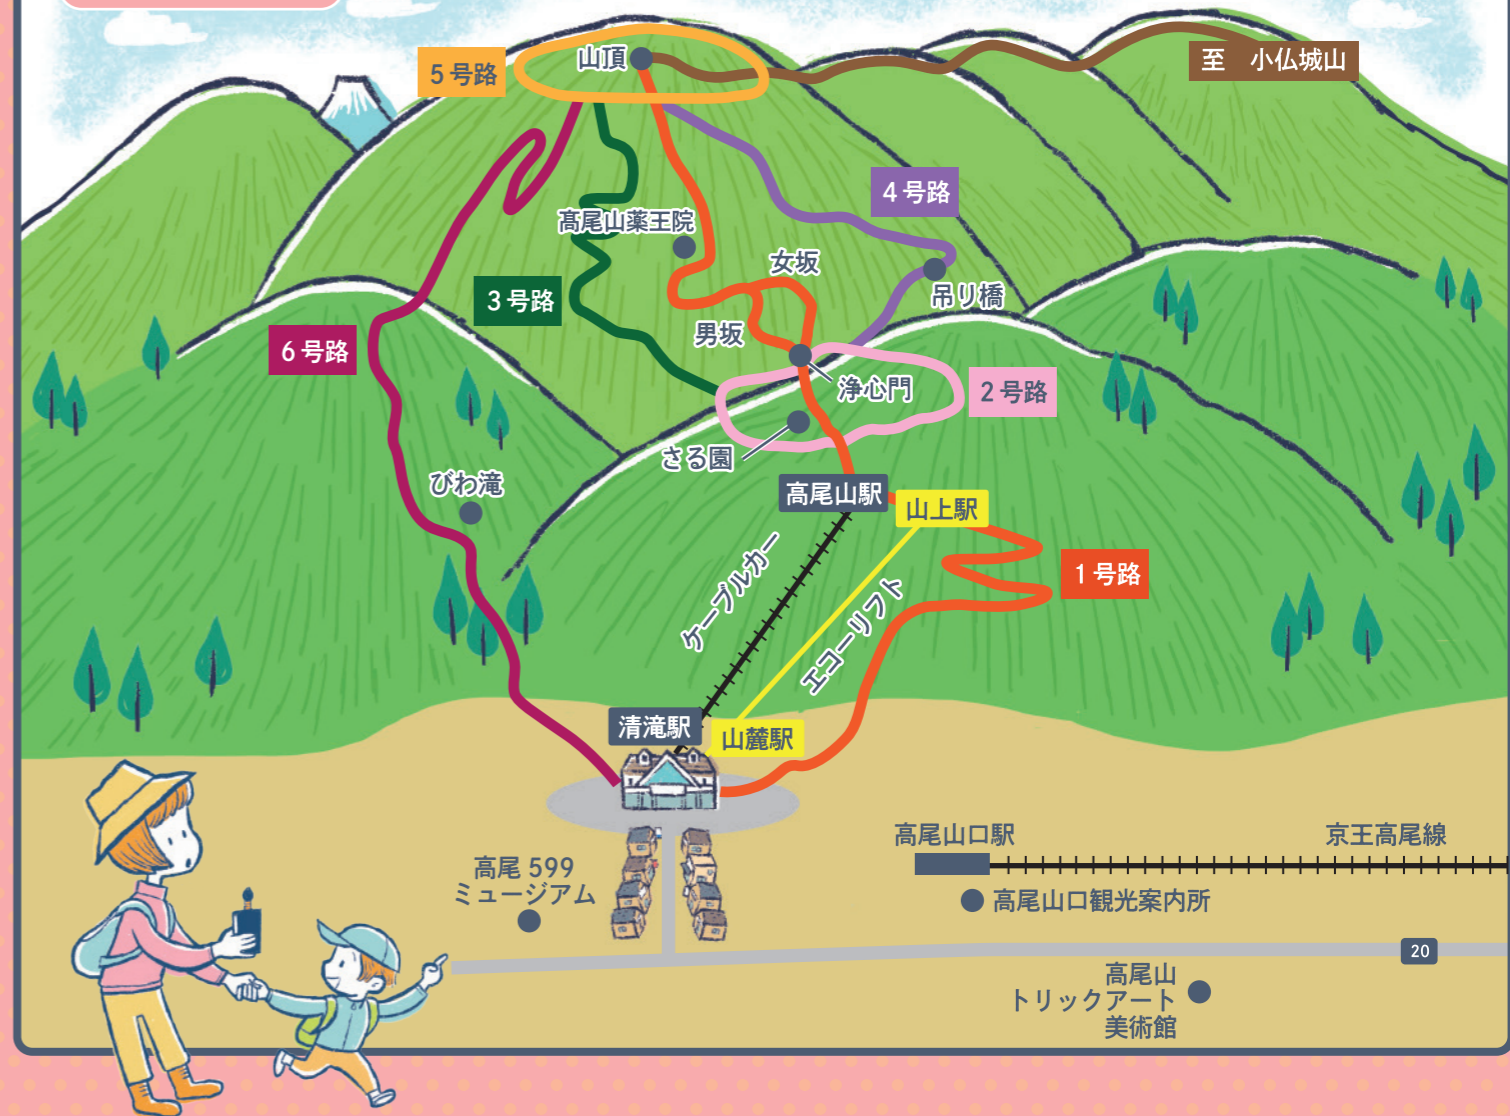 5号路
山頂
至　小仏城山
4号路
髙尾山薬王院
女坂
3号路
吊り橋
男坂
6号路
浄心門
2号路
さる園
びわ滝
高尾山駅
山上駅
ケーブルカー
エコーリフト
1号路
清滝駅
山麓駅
高尾山口駅
京王高尾線
高尾 599
ミュージアム
高尾山口観光案内所
20
高尾山
トリックアート
美術館